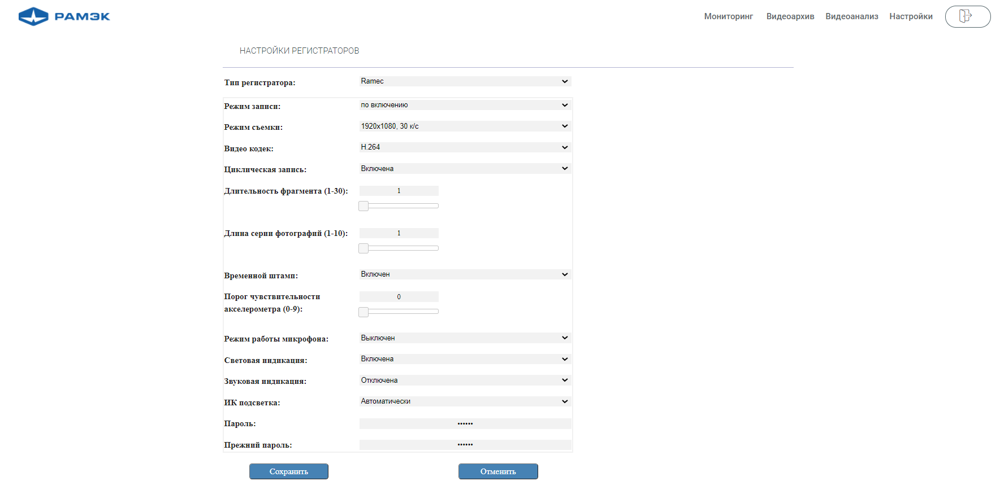 РАМЭК
Мониторинг Видеоархив Видеоанализ Настройки
НАСТРОЙКИ РЕГИСТРАТОРОВ
Тип регистратора: Ramec
Режим записи: по включению
Режим съемки: 1920x1080, 30 к/с
Видео кодек: H.264
Циклическая запись: Включена
Длительность фрагмента (1-30): 1
Длина серии фотографий (1-10): 1
Временной штамп: Включен
Порог чувствительности
акселерометра (0-9): 0
Режим работы микрофона: Выключен
Световая индикация: Включена
Звуковая индикация: Отключена
ИК подсветка: Автоматически
Пароль: ••••••
Прежний пароль: ••••••
Сохранить Отменить